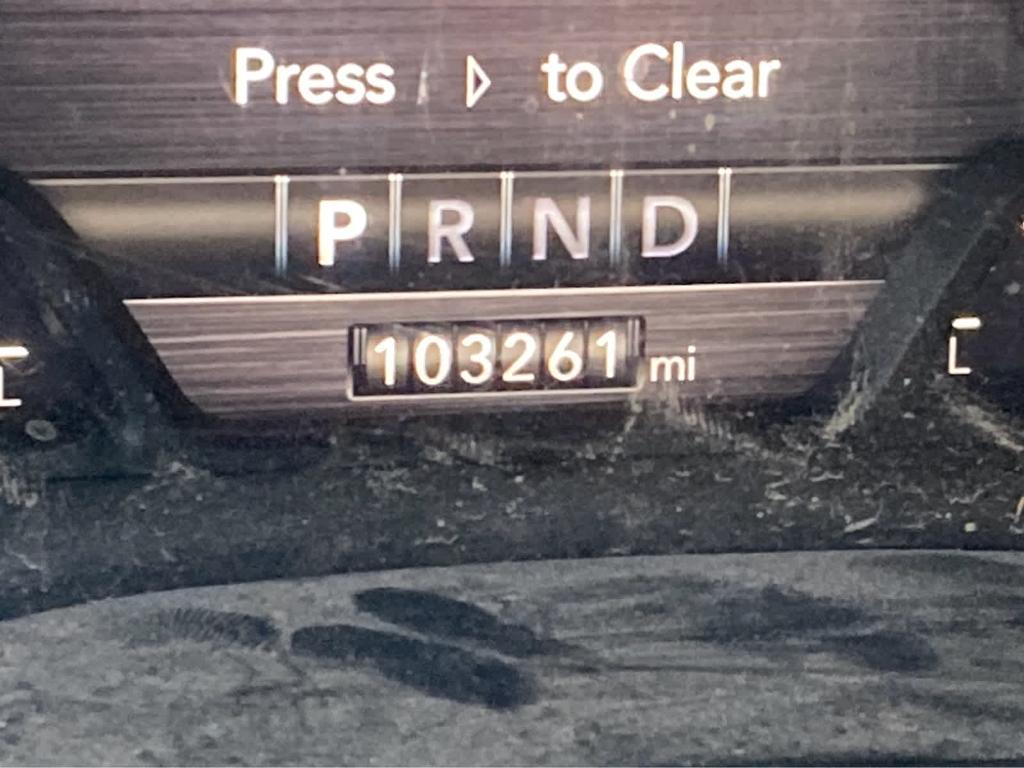 Press ▷ to Clear
P R N D
103261 mi
L L